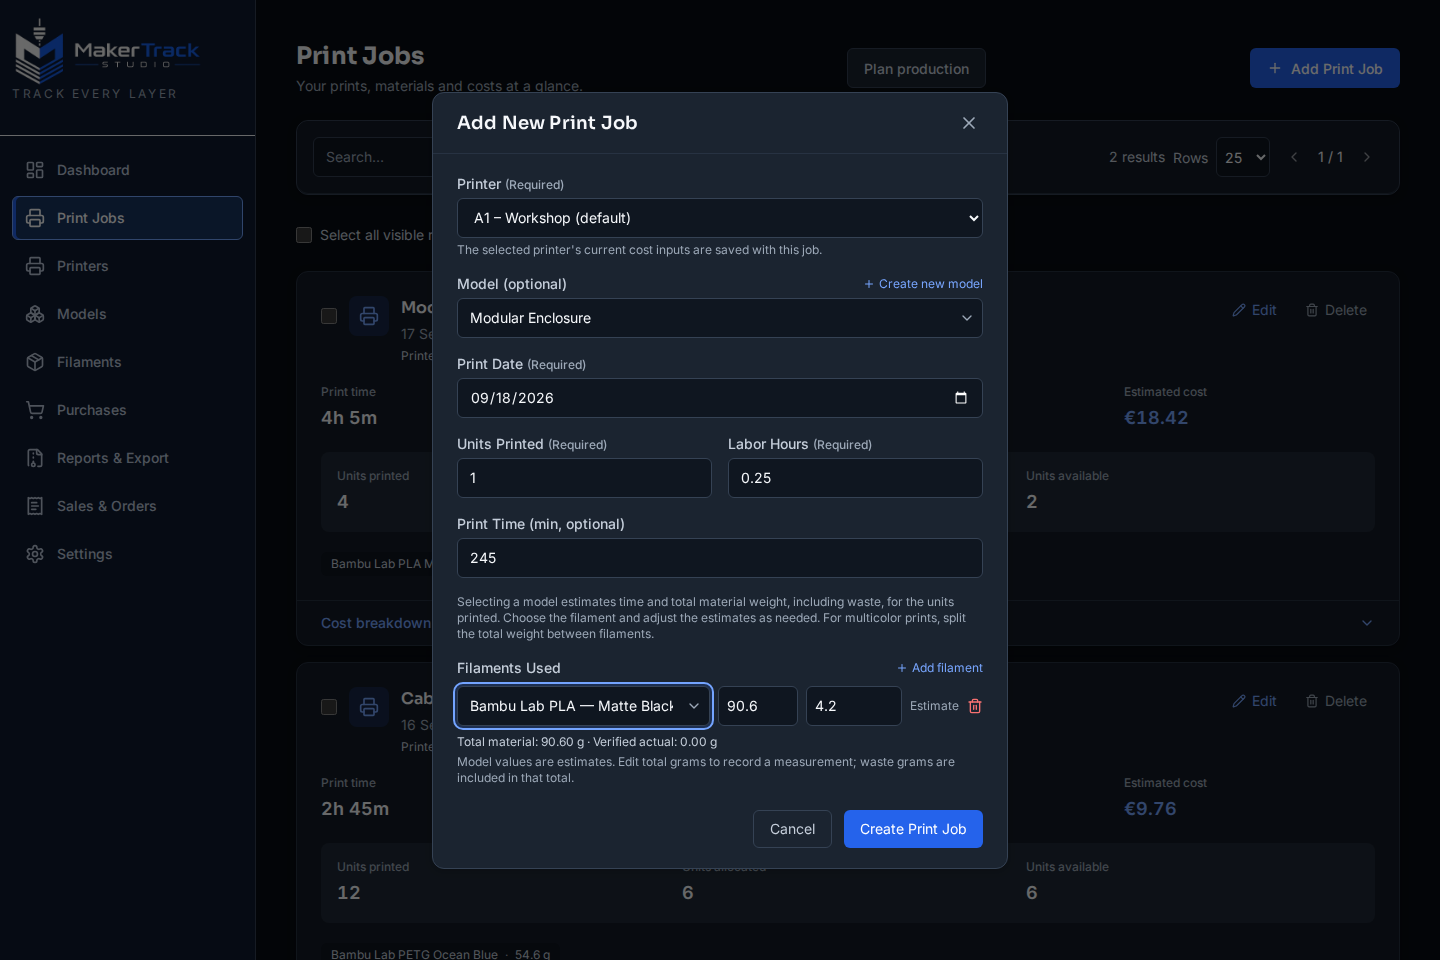 MakerTrack
STUDIO
TRACK EVERY LAYER
Dashboard
Print Jobs
Printers
Models
Filaments
Purchases
Reports & Export
Sales & Orders
Settings
Print Jobs
Your prints, materials and costs at a glance.
Plan production
Add Print Job
Search...
2 results Rows 25 1 / 1
Select all visible
17 Se
Edit Delete
Print time
4h 5m
Estimated cost
€18.42
Units printed
4
Units available
2
Bambu Lab PLA M
Cost breakdown
Cab
16 Se
Edit Delete
Print time
2h 45m
Estimated cost
€9.76
Units printed
12
Units allocated
6
Units available
6
Bambu Lab PETG Ocean Blue · 54.6 g
Add New Print Job
Printer (Required)
A1 – Workshop (default)
The selected printer's current cost inputs are saved with this job.
Model (optional)
Create new model
Modular Enclosure
Print Date (Required)
09/18/2026
Units Printed (Required)
Labor Hours (Required)
1
0.25
Print Time (min, optional)
245
Selecting a model estimates time and total material weight, including waste, for the units
printed. Choose the filament and adjust the estimates as needed. For multicolor prints, split
the total weight between filaments.
Filaments Used
Add filament
Bambu Lab PLA — Matte Black
90.6
4.2
Estimate
Total material: 90.60 g · Verified actual: 0.00 g
Model values are estimates. Edit total grams to record a measurement; waste grams are
included in that total.
Cancel
Create Print Job